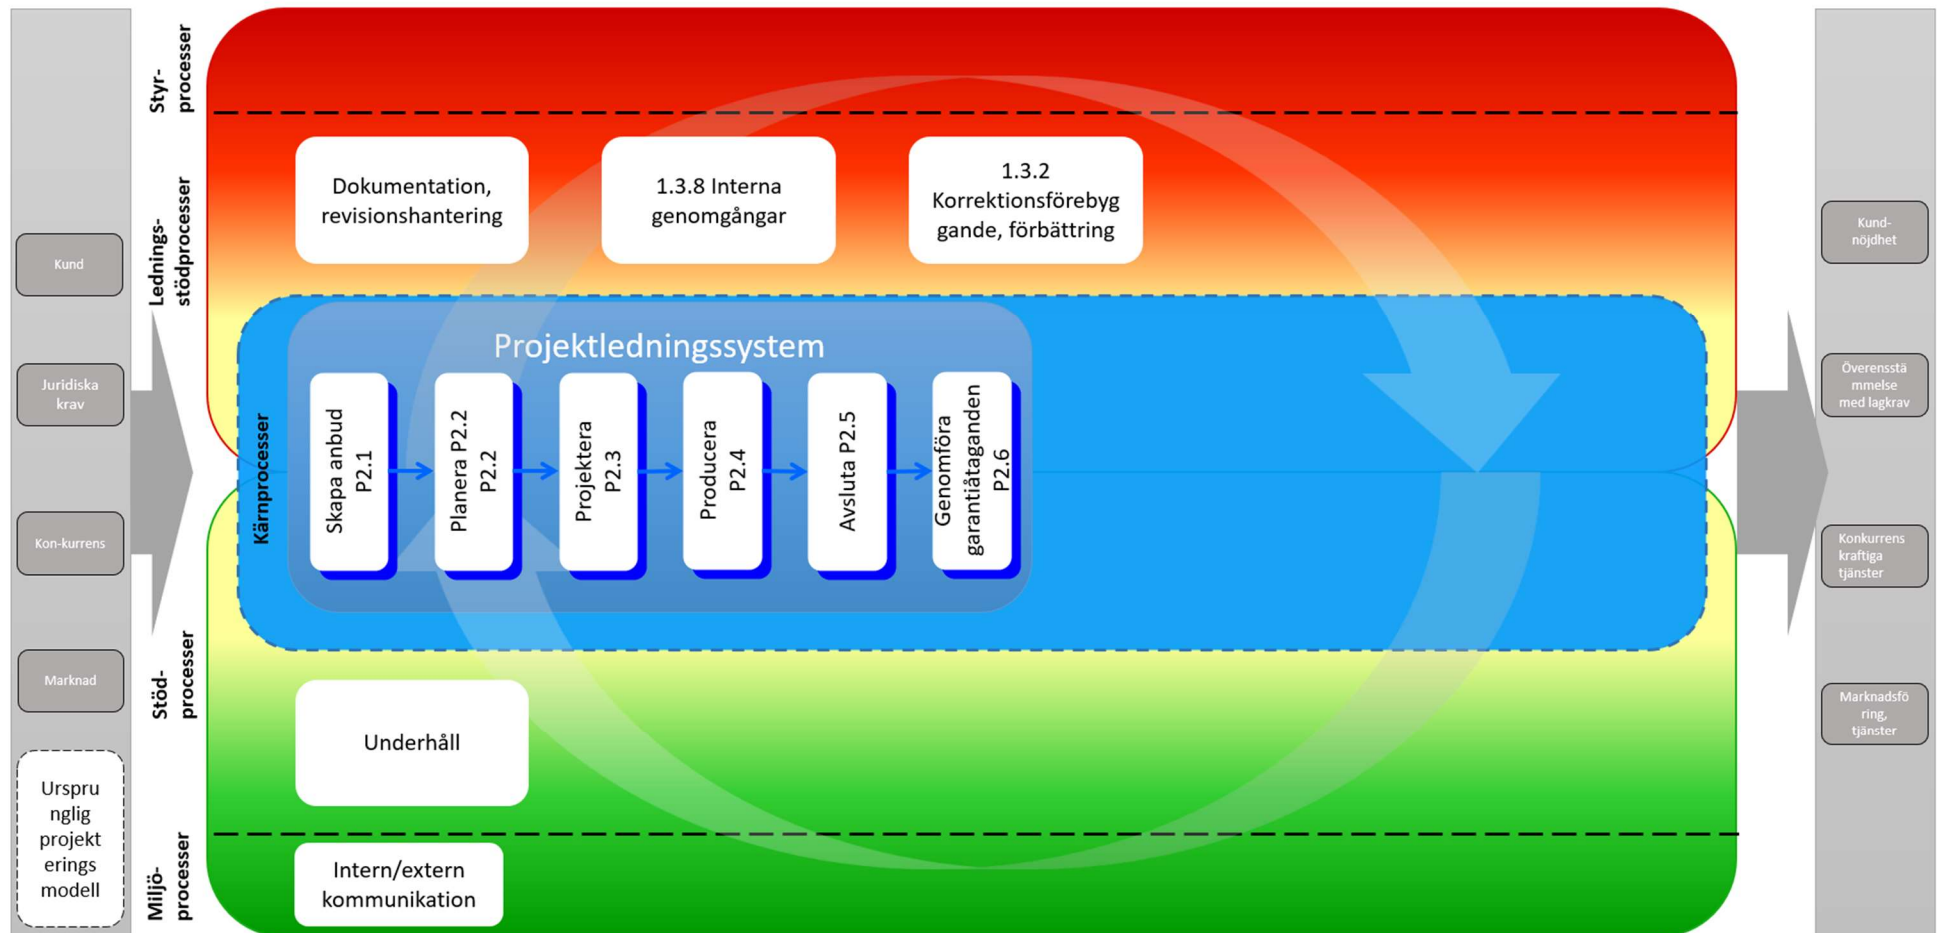 Styr-
processer
Lednings-
stödprocesser
Kärnprocesser
Stöd-
processer
Miljö-
processer
Kund
Juridiska
krav
Kon-kurrens
Marknad
Urspru
nglig
projekt
erings
modell
Dokumentation,
revisionshantering
1.3.8 Interna
genomgångar
1.3.2
Korrektionsförebyg
gande, förbättring
Projektledningssystem
Skapa anbud
P2.1
Planera P2.2
P2.2
Projektera
P2.3
Producera
P2.4
Avsluta P2.5
Genomföra
garantiåtaganden
P2.6
Underhåll
Intern/extern
kommunikation
Kund-
nöjdhet
Överensstä
mmelse
med lagkrav
Konkurrens
kraftiga
tjänster
Marknadsfö
ring,
tjänster